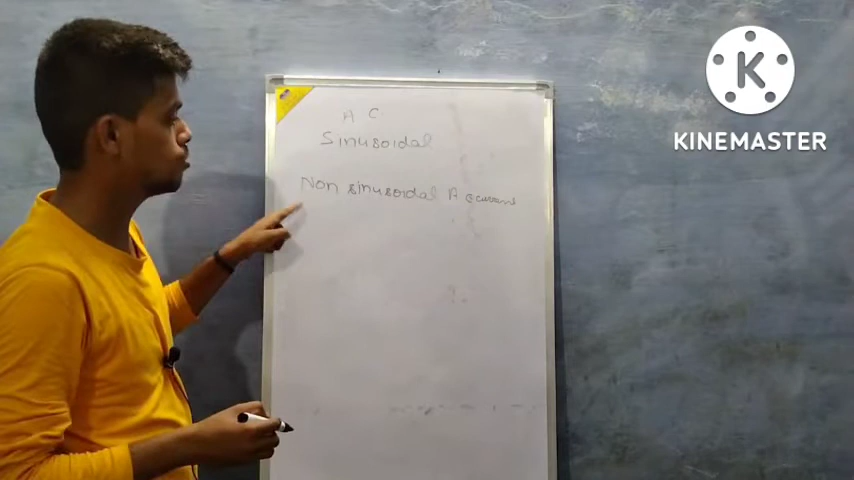 A C
Sinusoidal
Non sinusoidal A c current
K
KINEMASTER